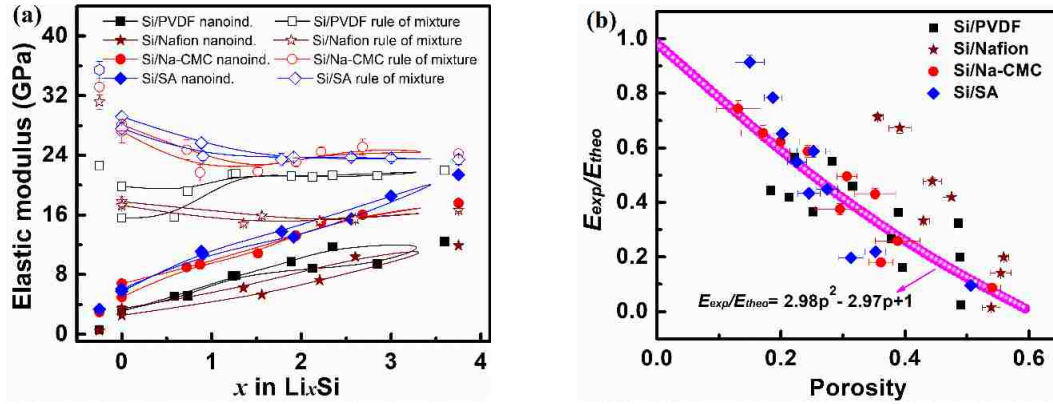 (a)
Si/PVDF nanoind.
Si/Nafion nanoind.
Si/Na-CMC nanoind.
Si/SA nanoind.
Si/PVDF rule of mixture
Si/Nafion rule of mixture
Si/Na-CMC rule of mixture
Si/SA rule of mixture
Elastic modulus (GPa)
40
32
24
16
8
0
0
1
2
3
4
x in LixSi
(b)
Si/PVDF
Si/Nafion
Si/Na-CMC
Si/SA
Eexp/Etheo
1.0
0.8
0.6
0.4
0.2
0.0
Eexp/Etheo= 2.98p2- 2.97p+1
0.0
0.2
0.4
0.6
Porosity